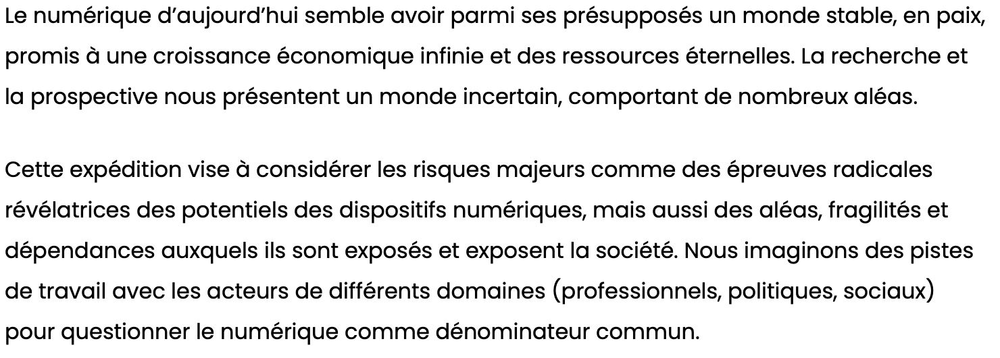 Le numérique d’aujourd’hui semble avoir parmi ses présupposés un monde stable, en paix,
promis à une croissance économique infinie et des ressources éternelles. La recherche et
la prospective nous présentent un monde incertain, comportant de nombreux aléas.
Cette expédition vise à considérer les risques majeurs comme des épreuves radicales
révélatrices des potentiels des dispositifs numériques, mais aussi des aléas, fragilités et
dépendances auxquels ils sont exposés et exposent la société. Nous imaginons des pistes
de travail avec les acteurs de différents domaines (professionnels, politiques, sociaux)
pour questionner le numérique comme dénominateur commun.